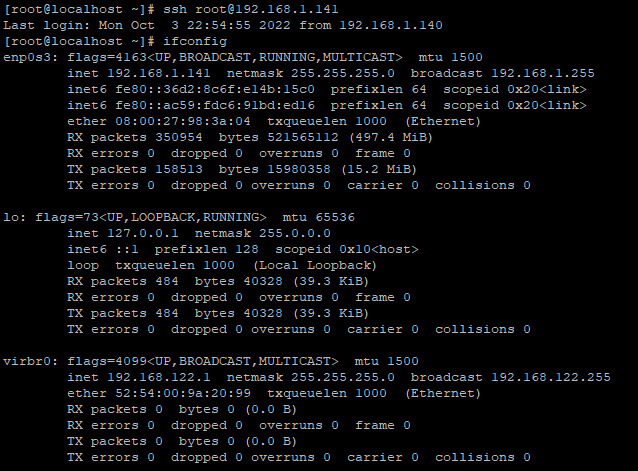 [root@localhost ~]# ssh root@192.168.1.141
Last login: Mon Oct  3 22:54:55 2022 from 192.168.1.140
[root@localhost ~]# ifconfig
enp0s3: flags=4163<UP,BROADCAST,RUNNING,MULTICAST>  mtu 1500
        inet 192.168.1.141  netmask 255.255.255.0  broadcast 192.168.1.255
        inet6 fe80::36d2:8c6f:e14b:15c0  prefixlen 64  scopeid 0x20<link>
        inet6 fe80::ac59:fdc6:91bd:ed16  prefixlen 64  scopeid 0x20<link>
        ether 08:00:27:98:3a:04  txqueuelen 1000  (Ethernet)
        RX packets 350954  bytes 521565112 (497.4 MiB)
        RX errors 0  dropped 0  overruns 0  frame 0
        TX packets 158513  bytes 15980358 (15.2 MiB)
        TX errors 0  dropped 0 overruns 0  carrier 0  collisions 0

lo: flags=73<UP,LOOPBACK,RUNNING>  mtu 65536
        inet 127.0.0.1  netmask 255.0.0.0
        inet6 ::1  prefixlen 128  scopeid 0x10<host>
        loop  txqueuelen 1000  (Local Loopback)
        RX packets 484  bytes 40328 (39.3 KiB)
        RX errors 0  dropped 0  overruns 0  frame 0
        TX packets 484  bytes 40328 (39.3 KiB)
        TX errors 0  dropped 0 overruns 0  carrier 0  collisions 0

virbr0: flags=4099<UP,BROADCAST,MULTICAST>  mtu 1500
        inet 192.168.122.1  netmask 255.255.255.0  broadcast 192.168.122.255
        ether 52:54:00:9a:20:99  txqueuelen 1000  (Ethernet)
        RX packets 0  bytes 0 (0.0 B)
        RX errors 0  dropped 0  overruns 0  frame 0
        TX packets 0  bytes 0 (0.0 B)
        TX errors 0  dropped 0 overruns 0  carrier 0  collisions 0